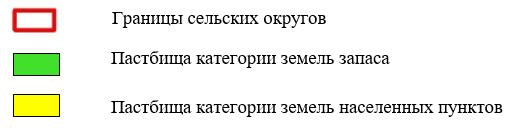 Границы сельских округов
Пастбища категории земель запаса
Пастбища категории земель населенных пунктов